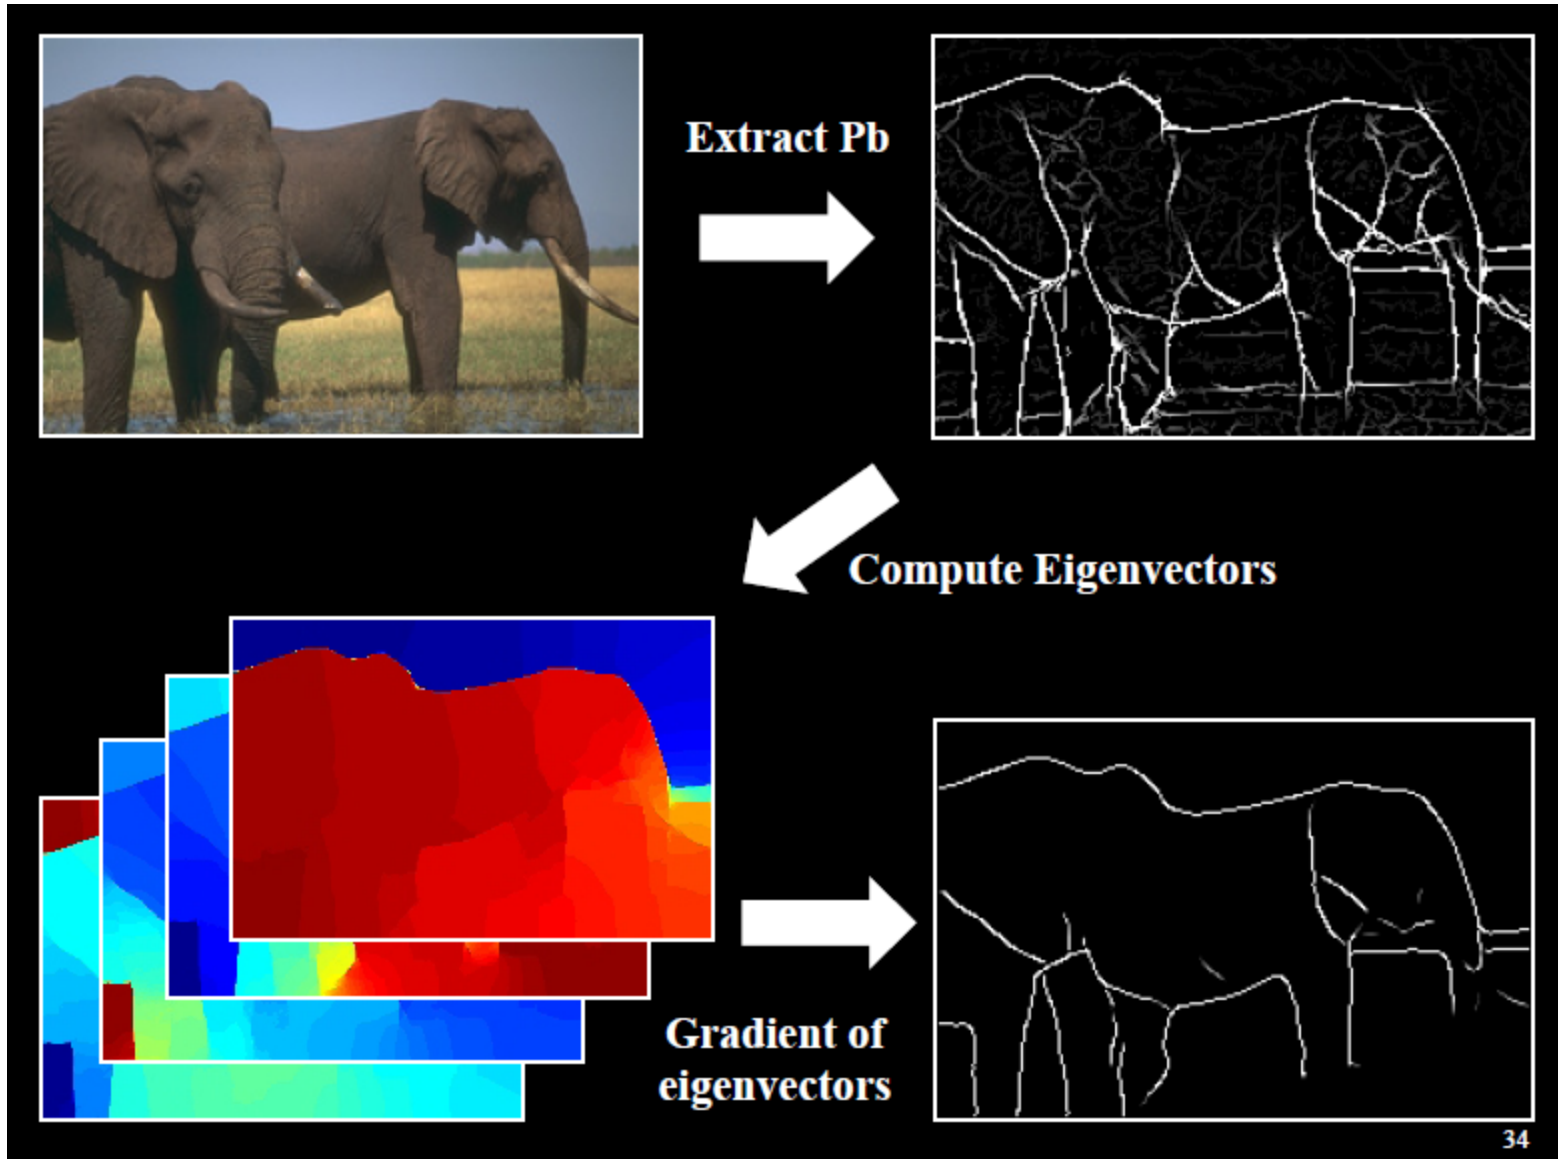 Extract Pb
Compute Eigenvectors
Gradient of
eigenvectors
34